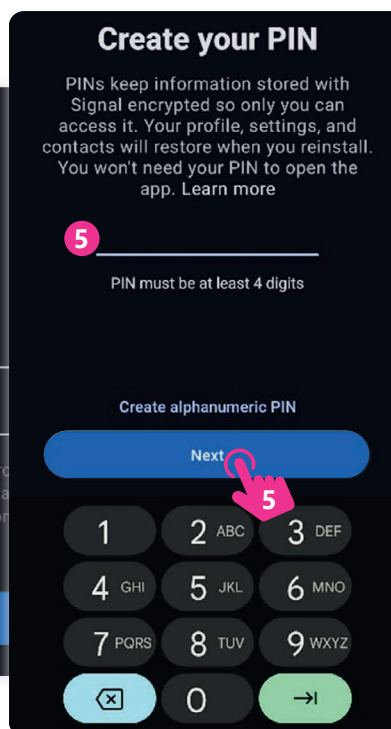 Create your PIN
PINs keep information stored with
Signal encrypted so only you can
access it. Your profile, settings, and
contacts will restore when you reinstall.
You won't need your PIN to open the
app. Learn more
5
PIN must be at least 4 digits
Create alphanumeric PIN
Next
5
1 2 ABC 3 DEF
4 GHI 5 JKL 6 MNO
7 PQRS 8 TUV 9 WXYZ
0